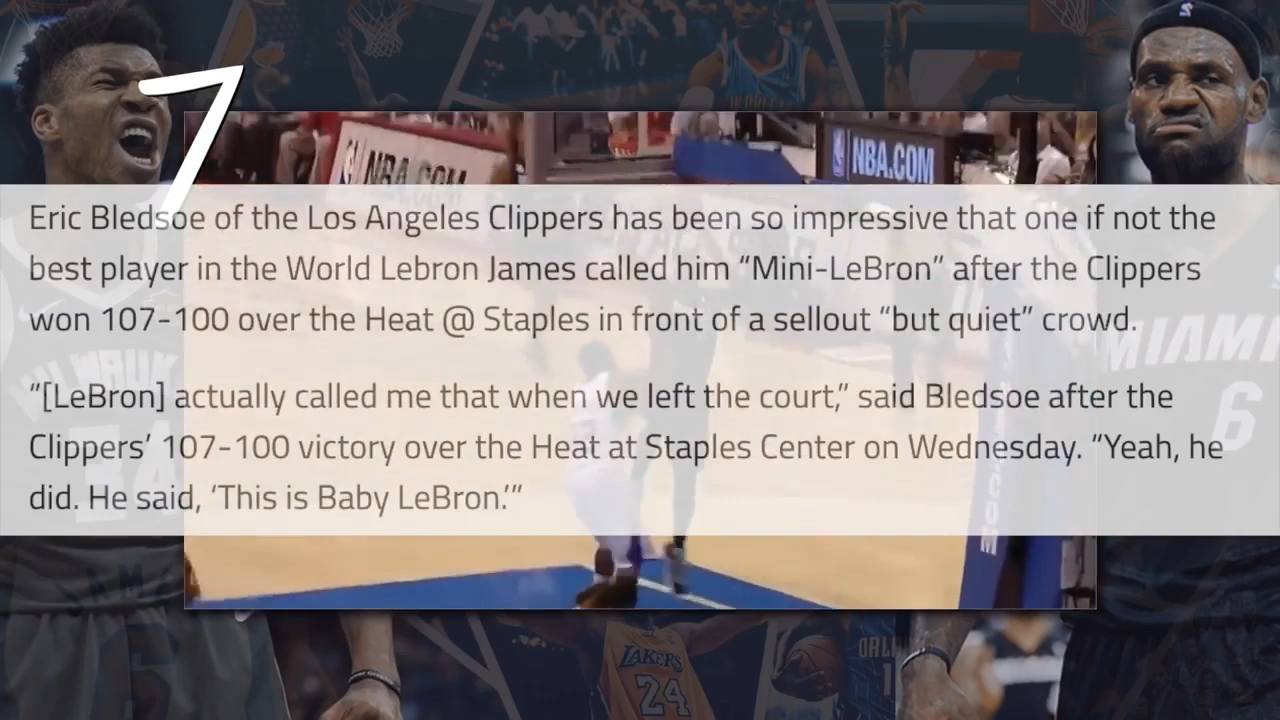 7
NBA.COM
NBA.COM
Eric Bledsoe of the Los Angeles Clippers has been so impressive that one if not the
best player in the World Lebron James called him “Mini-LeBron” after the Clippers
won 107-100 over the Heat @ Staples in front of a sellout “but quiet” crowd.
“[LeBron] actually called me that when we left the court,” said Bledsoe after the
Clippers’ 107-100 victory over the Heat at Staples Center on Wednesday. “Yeah, he
did. He said, ‘This is Baby LeBron.’”
MIAMI
6
34
LAKERS
24